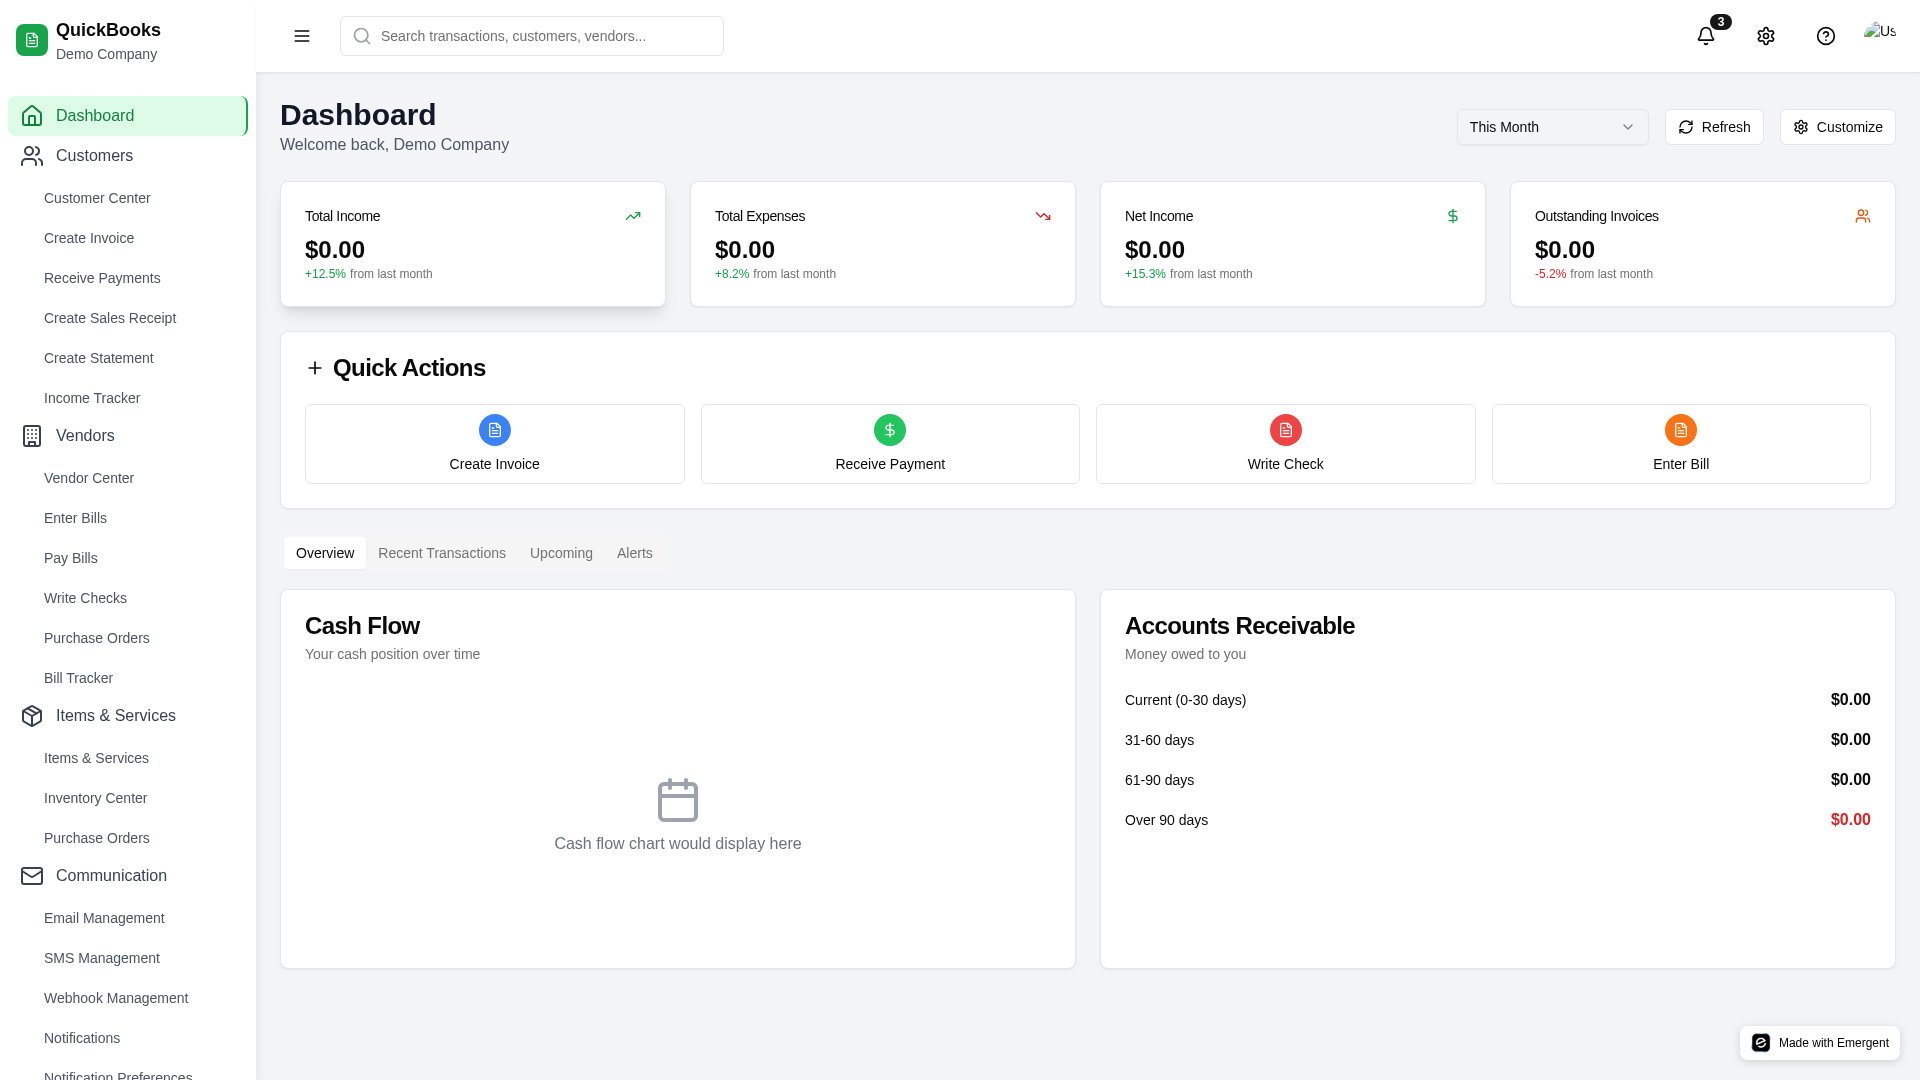 QuickBooks
Demo Company
Dashboard
Customers
Customer Center
Create Invoice
Receive Payments
Create Sales Receipt
Create Statement
Income Tracker
Vendors
Vendor Center
Enter Bills
Pay Bills
Write Checks
Purchase Orders
Bill Tracker
Items & Services
Items & Services
Inventory Center
Purchase Orders
Communication
Email Management
SMS Management
Webhook Management
Notifications
Notification Preferences
Search transactions, customers, vendors...
3
Us
Dashboard
Welcome back, Demo Company
This Month
Refresh
Customize
Total Income
$0.00
+12.5% from last month
Total Expenses
$0.00
+8.2% from last month
Net Income
$0.00
+15.3% from last month
Outstanding Invoices
$0.00
-5.2% from last month
Quick Actions
Create Invoice
Receive Payment
Write Check
Enter Bill
Overview
Recent Transactions
Upcoming
Alerts
Cash Flow
Your cash position over time
Cash flow chart would display here
Accounts Receivable
Money owed to you
Current (0-30 days) $0.00
31-60 days $0.00
61-90 days $0.00
Over 90 days $0.00
Made with Emergent